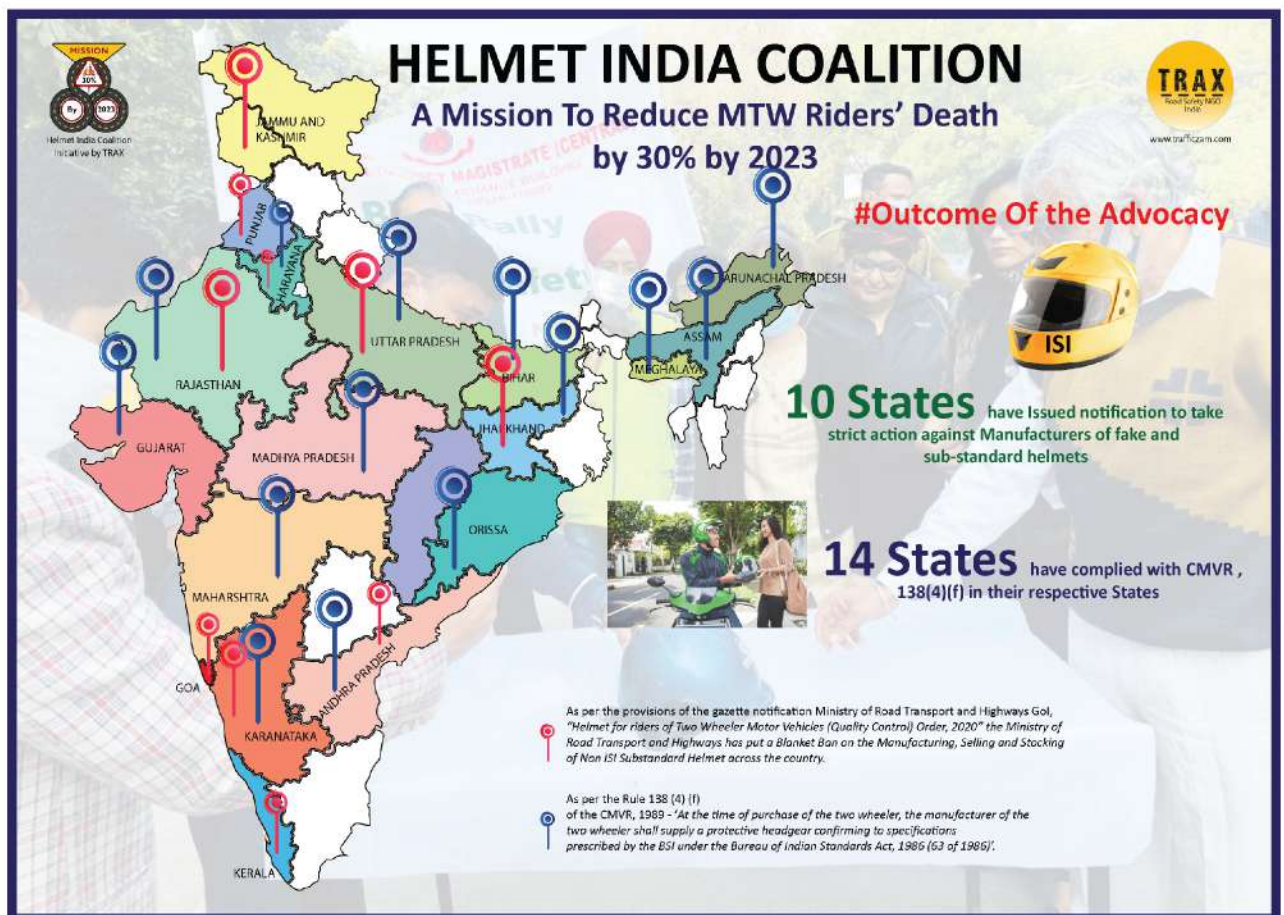 MISSION
30%
By
2023
Helmet India Coalition
Initiative by TRAX
HELMET INDIA COALITION
A Mission To Reduce MTW Riders' Death
by 30% by 2023
TRAX
Road Safety NGO
India
www.trafficzam.com
#Outcome Of the Advocacy
ISI
10 States have Issued notification to take
strict action against Manufacturers of fake and
sub-standard helmets
14 States have complied with CMVR ,
138(4)(f) in their respective States
JAMMU AND
KASHMIR
PUNJAB
HARAYANA
RAJASTHAN
UTTAR PRADESH
BIHAR
ARUNACHAL PRADESH
ASSAM
MEGHALAYA
GUJARAT
MADHYA PRADESH
JHARKHAND
ORISSA
MAHARSHTRA
GOA
KARANATAKA
ANDHRA PRADESH
KERALA
As per the provisions of the gazette notification Ministry of Road Transport and Highways GoI,
"Helmet for riders of Two Wheeler Motor Vehicles (Quality Control) Order, 2020" the Ministry of
Road Transport and Highways has put a Blanket Ban on the Manufacturing, Selling and Stocking
of Non ISI Substandard Helmet across the country.
As per the Rule 138 (4) (f)
of the CMVR, 1989 - 'At the time of purchase of the two wheeler, the manufacturer of the
two wheeler shall supply a protective headgear confirming to specifications
prescribed by the BSI under the Bureau of Indian Standards Act, 1986 (63 of 1986)'.